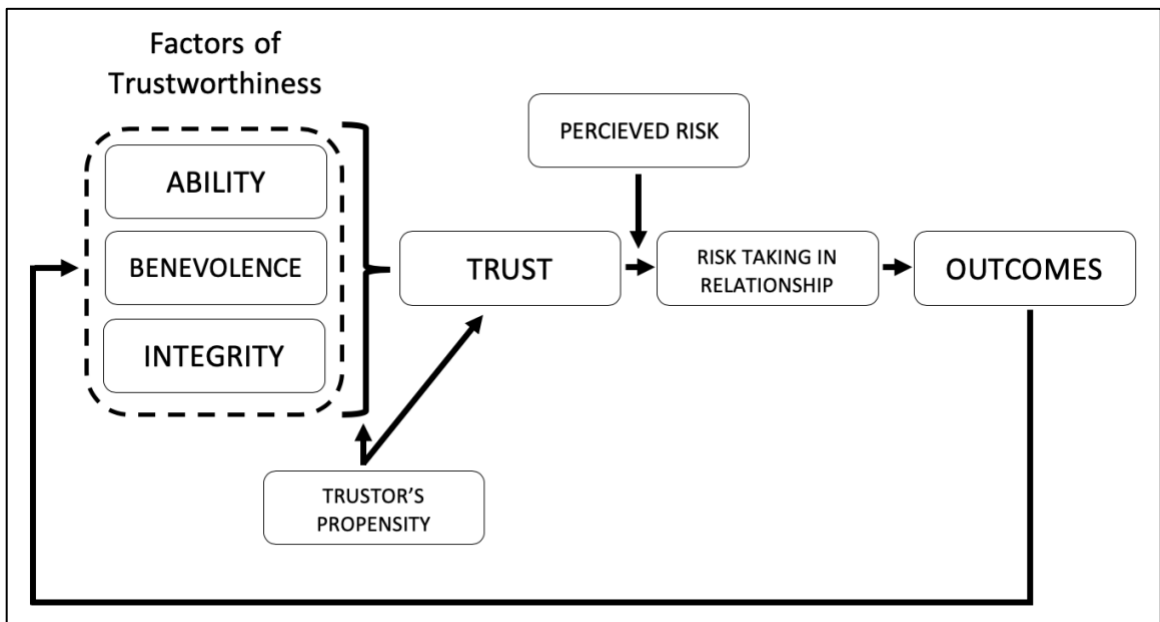 Factors of
Trustworthiness
ABILITY
BENEVOLENCE
INTEGRITY
TRUSTOR’S
PROPENSITY
TRUST
PERCIEVED RISK
RISK TAKING IN
RELATIONSHIP
OUTCOMES